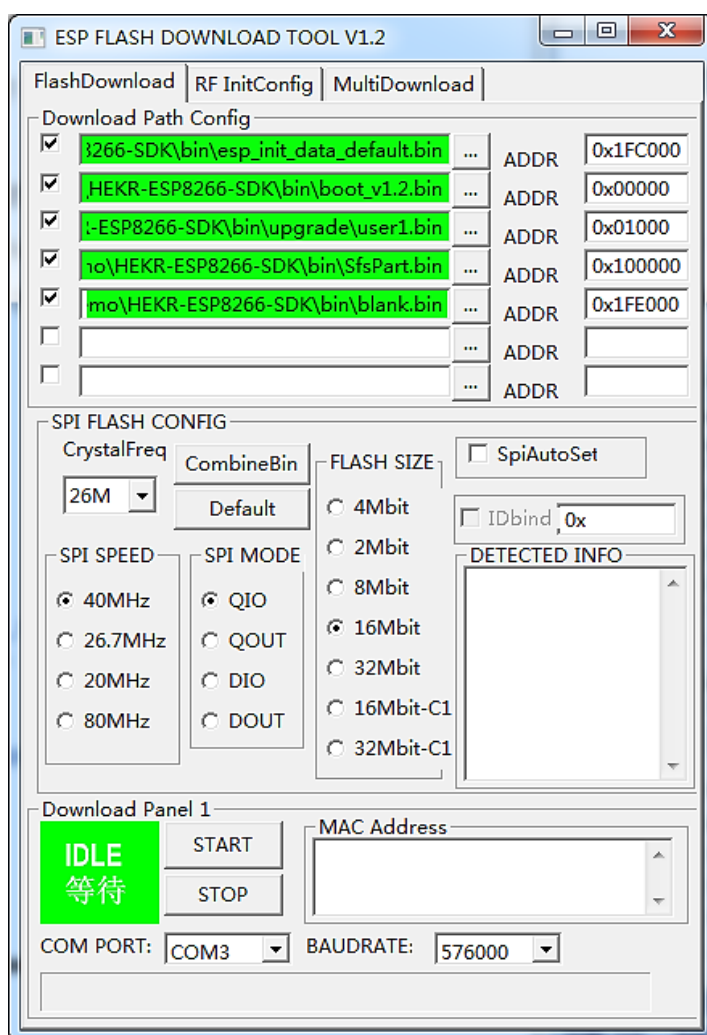 ESP FLASH DOWNLOAD TOOL V1.2
FlashDownload RF InitConfig MultiDownload
Download Path Config
3266-SDK\bin\esp_init_data_default.bin ... ADDR 0x1FC000
HEKR-ESP8266-SDK\bin\boot_v1.2.bin ... ADDR 0x00000
-ESP8266-SDK\bin\upgrade\user1.bin ... ADDR 0x01000
no\HEKR-ESP8266-SDK\bin\SfsPart.bin ... ADDR 0x100000
mo\HEKR-ESP8266-SDK\bin\blank.bin ... ADDR 0x1FE000
... ADDR
... ADDR
SPI FLASH CONFIG
CrystalFreq
26M
CombineBin
Default
SPI SPEED
40MHz
26.7MHz
20MHz
80MHz
SPI MODE
QIO
QOUT
DIO
DOUT
FLASH SIZE
4Mbit
2Mbit
8Mbit
16Mbit
32Mbit
16Mbit-C1
32Mbit-C1
SpiAutoSet
IDbind 0x
DETECTED INFO
Download Panel 1
IDLE
等待
START
STOP
MAC Address
COM PORT: COM3 BAUDRATE: 576000